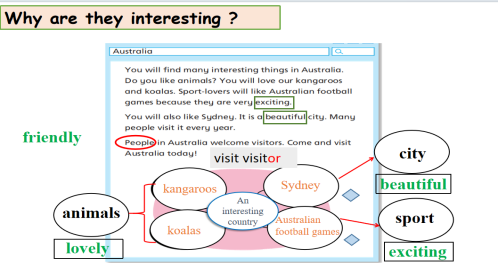 Why are they interesting ?
Australia
You will find many interesting things in Australia.
Do you like animals? You will love our kangaroos
and koalas. Sport-lovers will like Australian football
games because they are very exciting.
You will also like Sydney. It is a beautiful city. Many
people visit it every year.
People in Australia welcome visitors. Come and visit
Australia today!
friendly
visit visitor
city
beautiful
kangaroos
Sydney
An
interesting
country
animals
lovely
koalas
Australian
football games
sport
exciting